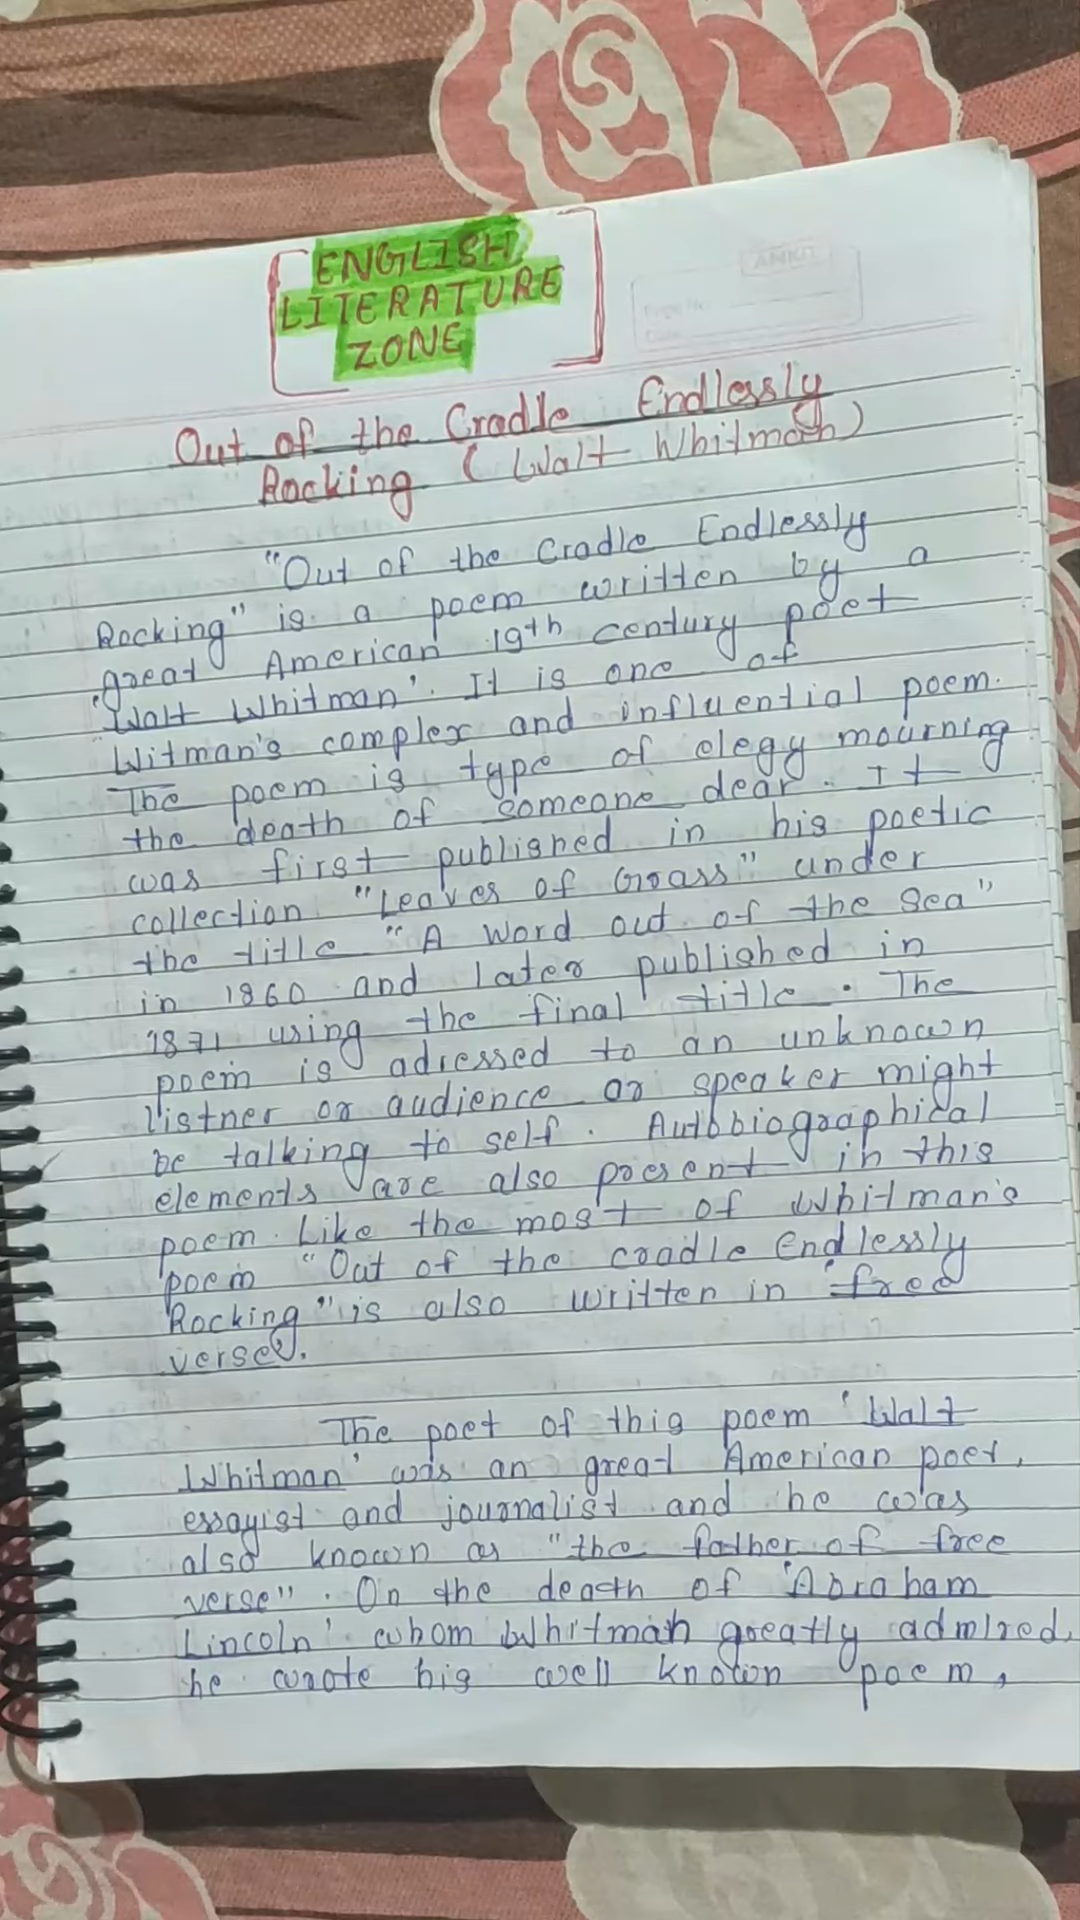 ENGLISH
LITERATURE
ZONE
ANKIT
Page No.
Date
Out of the Cradle Endlessly
Rocking (Walt Whitman)
"Out of the Cradle Endlessly
Rocking" is a poem written by a
great American 19th century poet
'Walt Whitman'. It is one of
Witman's complex and influential poem.
The poem is type of elegy mourning
the death of someone dear. It
was first published in his poetic
collection "Leaves of Grass" under
the title "A word out of the Sea"
in 1860 and later published in
1871 using the final title. The
poem is adressed to an unknown
listner or audience or speaker might
be talking to self. Autobiographical
elements are also present in this
poem. Like the most of Whitman's
poem "Out of the cradle Endlessly
Rocking" is also written in 'free
verse'.
The poet of this poem 'Walt
Whitman' was an great American poet,
essayist and journalist and he was
also known as "the father of free
verse". On the death of 'Abraham
Lincoln' whom Whitman greatly admired,
he wrote his well known poem,